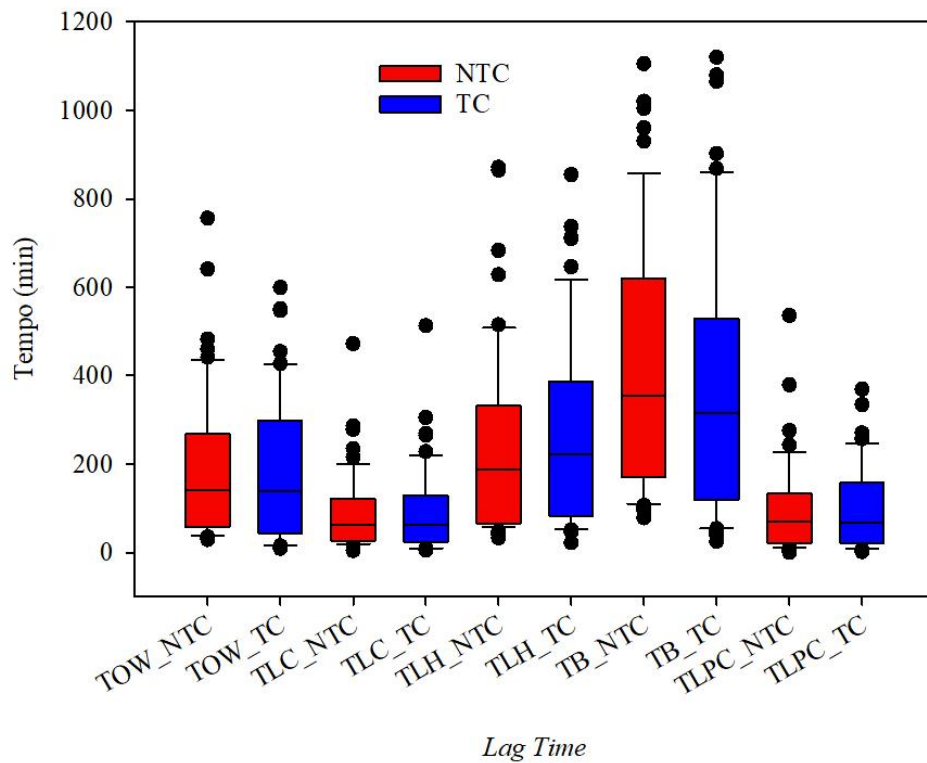 1200
1000
800
600
400
200
0
Tempo (min)
NTC
TC
TOW_NTC
TOW_TC
TLC_NTC
TLC_TC
TLH_NTC
TLH_TC
TB_NTC
TB_TC
TLPC_NTC
TLPC_TC
Lag Time